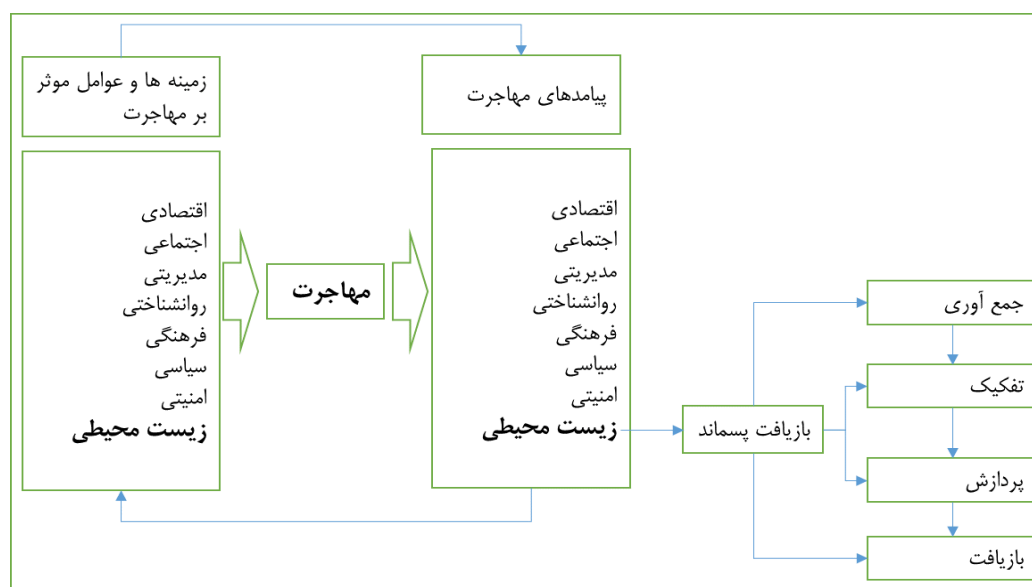 زمینه ها و عوامل موثر
بر مهاجرت
اقتصادی
اجتماعی
مدیریتی
روانشناختی
فرهنگی
سیاسی
امنیتی
زیست محیطی
مهاجرت
پیامدهای مهاجرت
اقتصادی
اجتماعی
مدیریتی
روانشناختی
فرهنگی
سیاسی
امنیتی
زیست محیطی
بازیافت پسماند
جمع آوری
تفکیک
پردازش
بازیافت